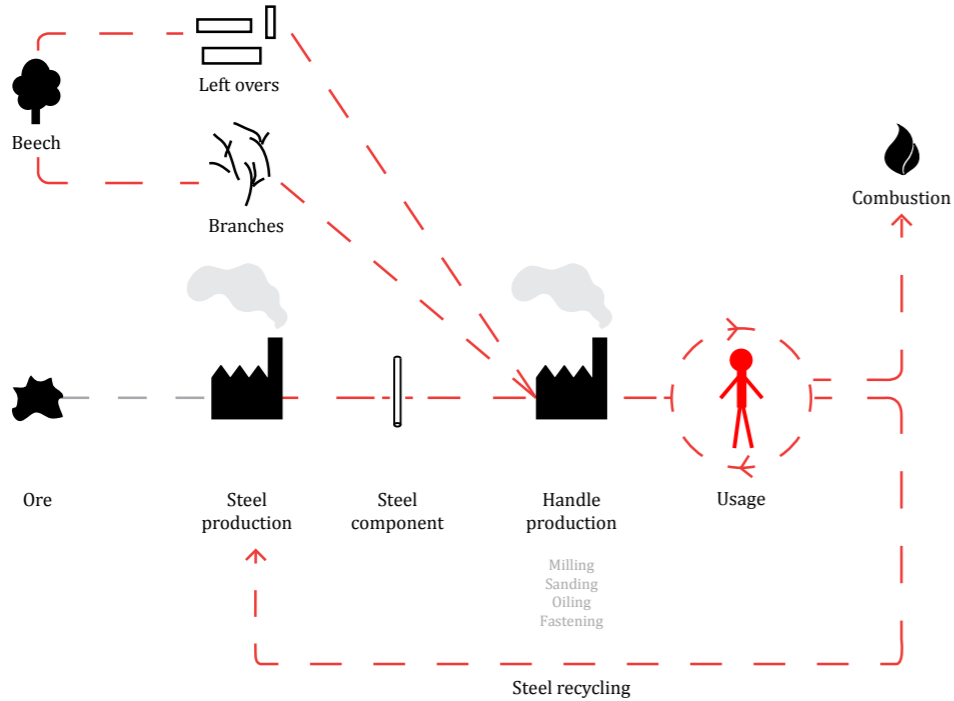 Left overs
Beech
Branches
Combustion
Ore
Steel
production
Steel
component
Handle
production
Usage
Milling
Sanding
Oiling
Fastening
Steel recycling